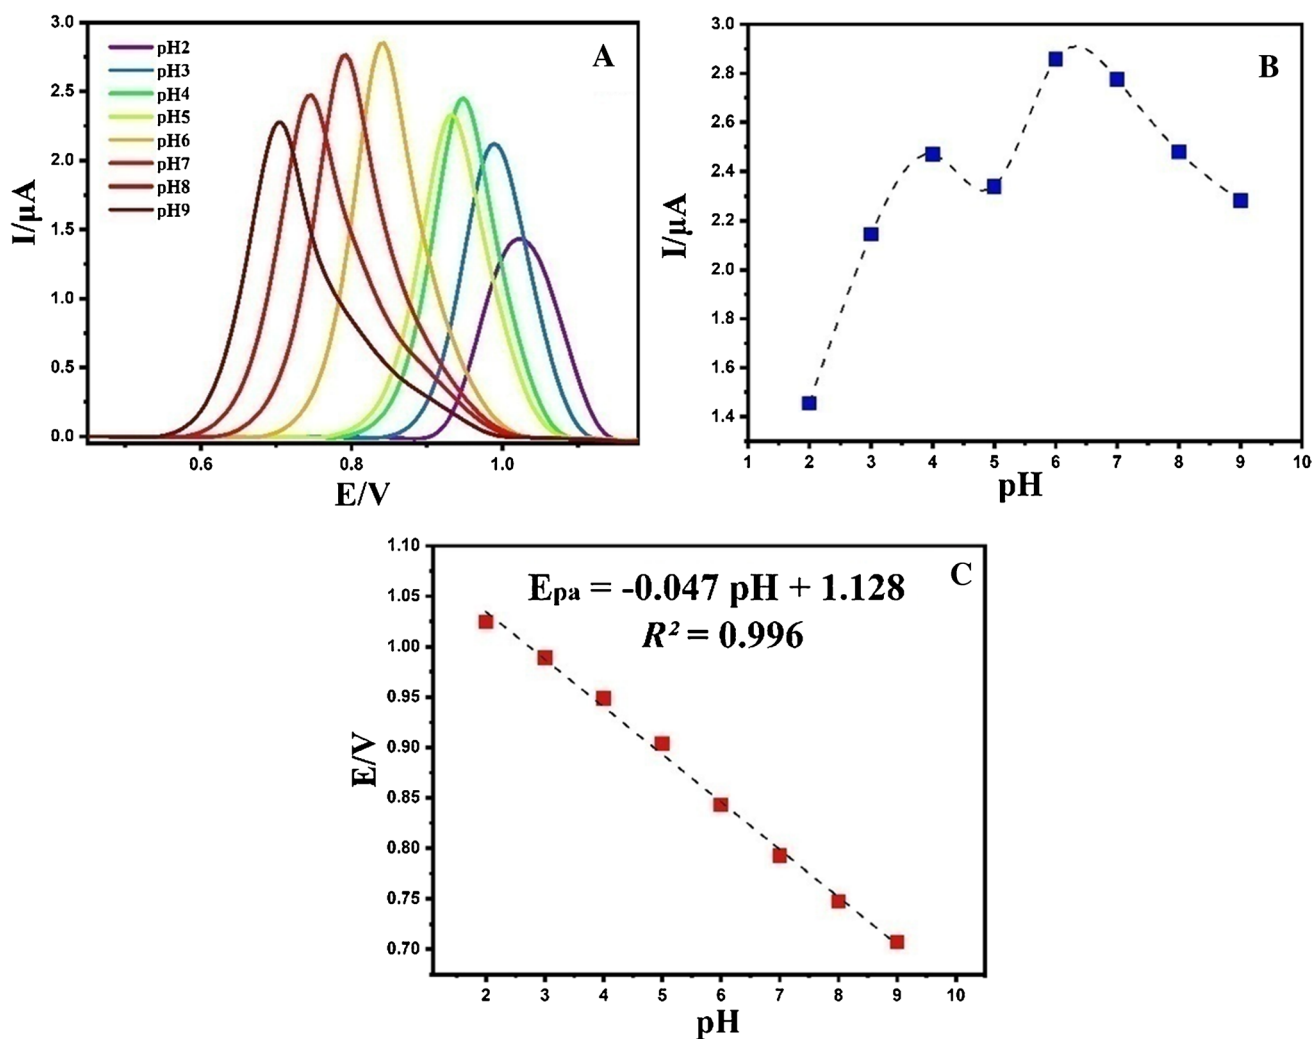 A
3.0
2.5
2.0
1.5
1.0
0.5
0.0
I/μA
pH2
pH3
pH4
pH5
pH6
pH7
pH8
pH9
0.6
0.8
1.0
E/V
B
3.0
2.8
2.6
2.4
2.2
2.0
1.8
1.6
1.4
I/μA
1 2 3 4 5 6 7 8 9 10
pH
C
Epa = -0.047 pH + 1.128
R² = 0.996
1.10
1.05
1.00
0.95
0.90
0.85
0.80
0.75
0.70
E/V
2 3 4 5 6 7 8 9 10
pH